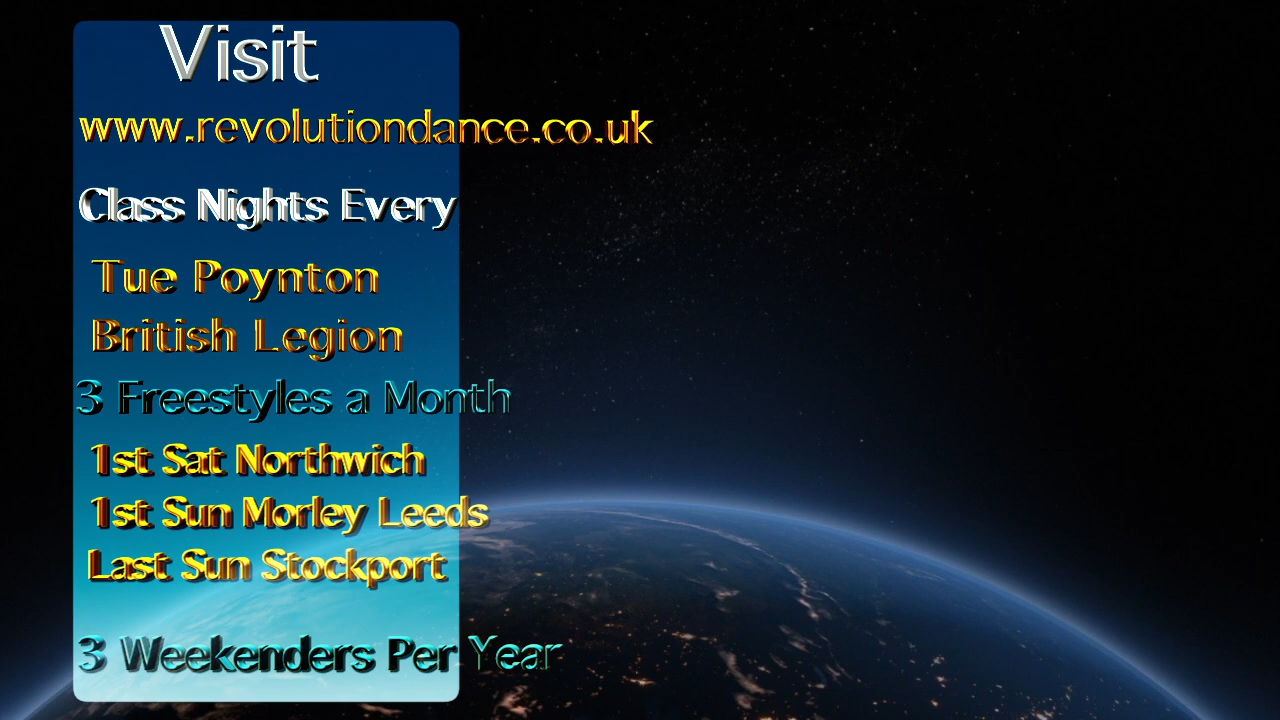 Visit
www.revolutiondance.co.uk
Class Nights Every
Tue Poynton
British Legion
3 Freestyles a Month
1st Sat Northwich
1st Sun Morley Leeds
Last Sun Stockport
3 Weekenders Per Year